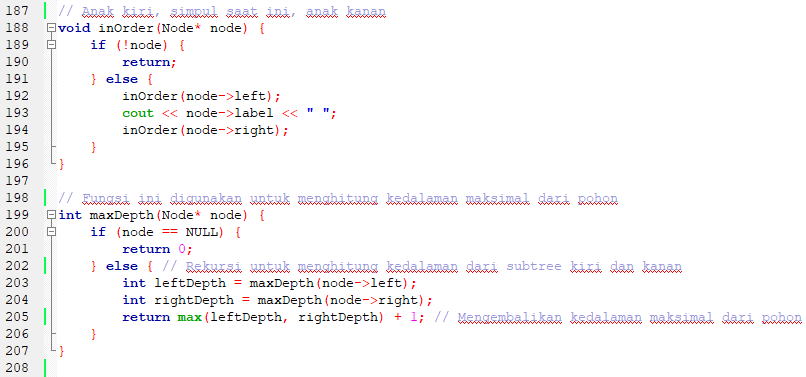 187 // Anak kiri, simpul saat ini, anak kanan
188 void inOrder(Node* node) {
189     if (!node) {
190         return;
191     } else {
192         inOrder(node->left);
193         cout << node->label << " ";
194         inOrder(node->right);
195     }
196 }
197
198 // Fungsi ini digunakan untuk menghitung kedalaman maksimal dari pohon
199 int maxDepth(Node* node) {
200     if (node == NULL) {
201         return 0;
202     } else { // Rekursi untuk menghitung kedalaman dari subtree kiri dan kanan
203         int leftDepth = maxDepth(node->left);
204         int rightDepth = maxDepth(node->right);
205         return max(leftDepth, rightDepth) + 1; // Mengembalikan kedalaman maksimal dari pohon
206     }
207 }
208